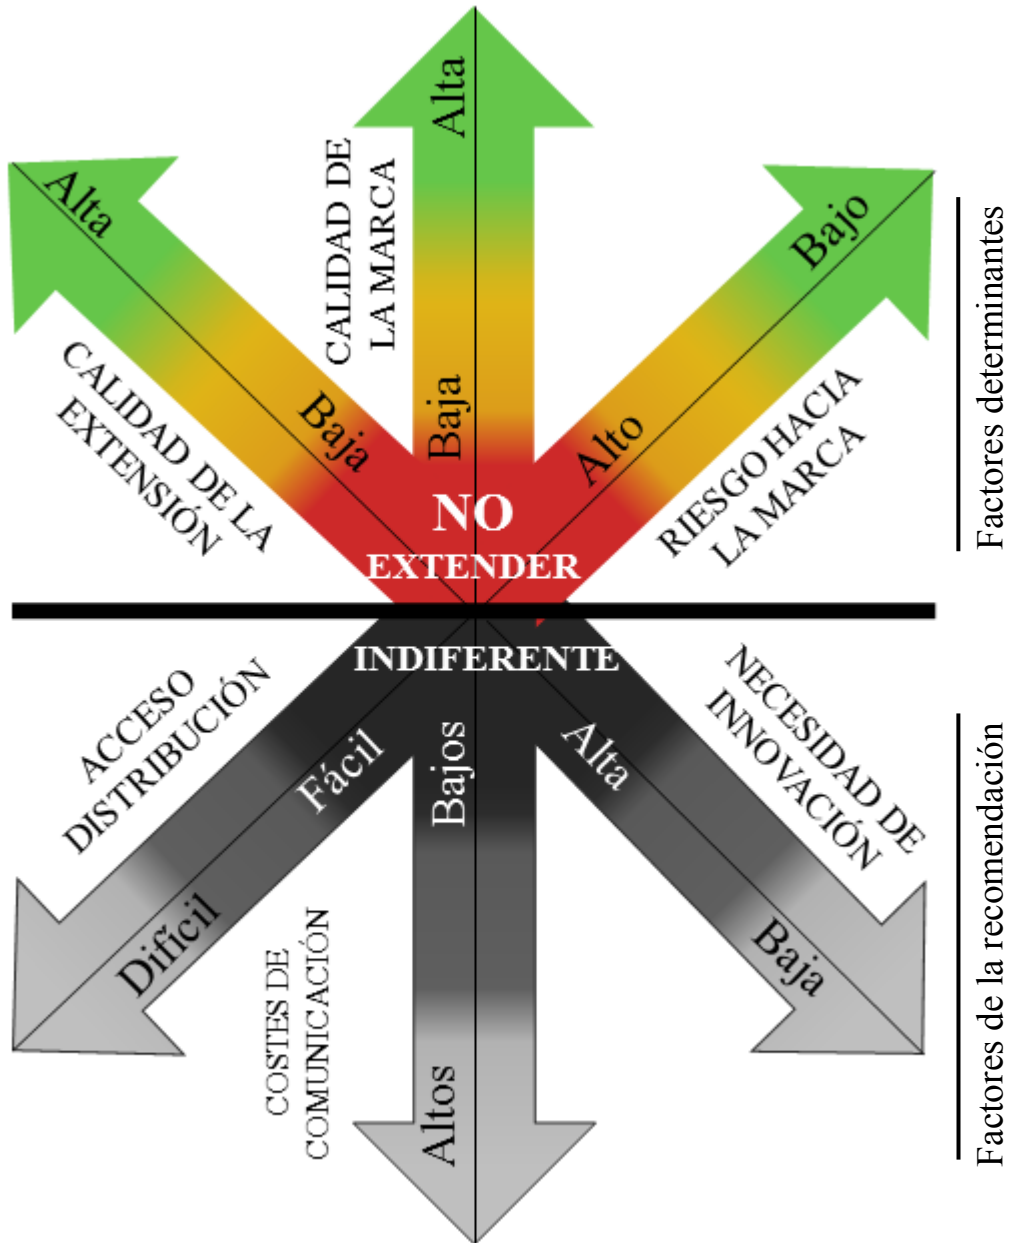 Alta
CALIDAD DE
LA MARCA
Baja
Alta
CALIDAD DE LA
EXTENSIÓN
Baja
Bajo
RIESGO HACIA
LA MARCA
Alto
Factores determinantes
NO
EXTENDER
INDIFERENTE
ACCESO
DISTRIBUCIÓN
Fácil
Difícil
Bajos
COSTES DE
COMUNICACIÓN
Altos
NECESIDAD DE
INNOVACIÓN
Alta
Baja
Factores de la recomendación